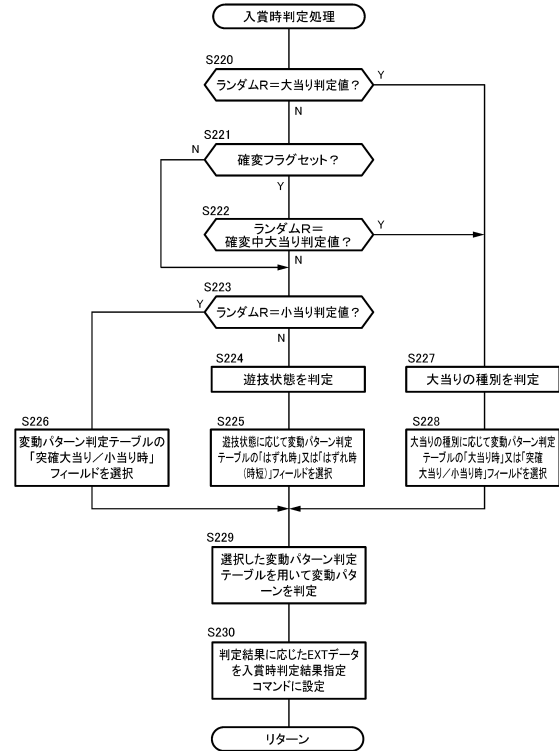 入賞時判定処理
S220
ランダムR=大当り判定値?
Y
N
S221
N
確変フラグセット?
Y
S222
ランダムR=
確変中大当り判定値?
Y
N
S223
Y
ランダムR=小当り判定値?
N
S224
遊技状態を判定
S227
大当りの種別を判定
S226
変動パターン判定テーブルの
「突確大当り/小当り時」
フィールドを選択
S225
遊技状態に応じて変動パターン判定
テーブルの「はずれ時」又は「はずれ時
(時短)」フィールドを選択
S228
大当りの種別に応じて変動パターン判定
テーブルの「大当り時」又は「突確
大当り/小当り時」フィールドを選択
S229
選択した変動パターン判定
テーブルを用いて変動パタ
ーンを判定
S230
判定結果に応じたEXTデータ
を入賞時判定結果指定
コマンドに設定
リターン